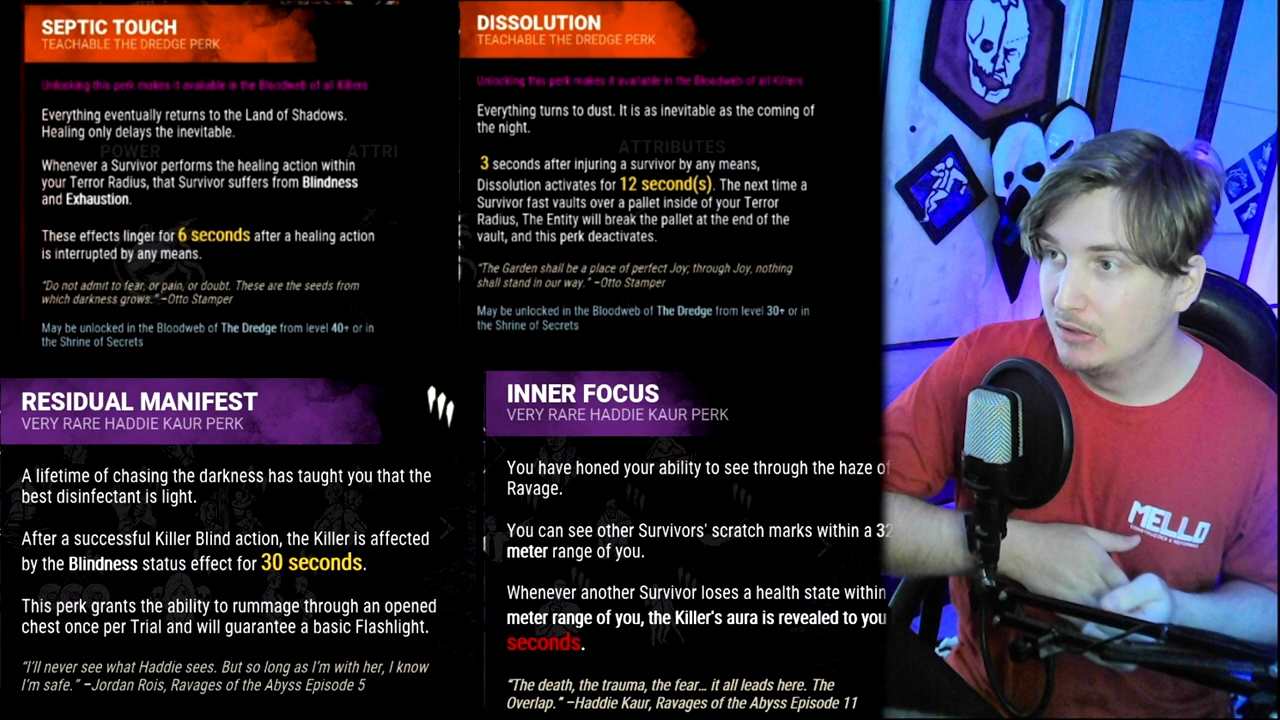 SEPTIC TOUCH
TEACHABLE THE DREDGE PERK
Unlocking this perk makes it available in the Bloodweb of all Killers
Everything eventually returns to the Land of Shadows.
Healing only delays the inevitable.
POWER
ATTRI
Whenever a Survivor performs the healing action within
your Terror Radius, that Survivor suffers from Blindness
and Exhaustion.
These effects linger for 6 seconds after a healing action
is interrupted by any means.
"Do not admit to fear, or pain, or doubt. These are the seeds from
which darkness grows." –Otto Stamper
May be unlocked in the Bloodweb of The Dredge from level 40+ or in
the Shrine of Secrets
DISSOLUTION
TEACHABLE THE DREDGE PERK
Unlocking this perk makes it available in the Bloodweb of all Killers
Everything turns to dust. It is as inevitable as the coming of
the night.
ATTRIBUTES
3 seconds after injuring a survivor by any means,
Dissolution activates for 12 second(s). The next time a
Survivor fast vaults over a pallet inside of your Terror
Radius, The Entity will break the pallet at the end of the
vault, and this perk deactivates.
"The Garden shall be a place of perfect Joy; through Joy, nothing
shall stand in our way." –Otto Stamper
May be unlocked in the Bloodweb of The Dredge from level 30+ or in
the Shrine of Secrets
RESIDUAL MANIFEST
VERY RARE HADDIE KAUR PERK
A lifetime of chasing the darkness has taught you that the
best disinfectant is light.
After a successful Killer Blind action, the Killer is affected
by the Blindness status effect for 30 seconds.
This perk grants the ability to rummage through an opened
chest once per Trial and will guarantee a basic Flashlight.
"I'll never see what Haddie sees. But so long as I'm with her, I know
I'm safe." –Jordan Rois, Ravages of the Abyss Episode 5
INNER FOCUS
VERY RARE HADDIE KAUR PERK
You have honed your ability to see through the haze of
Ravage.
You can see other Survivors' scratch marks within a 32
meter range of you.
Whenever another Survivor loses a health state within
meter range of you, the Killer's aura is revealed to you
seconds.
"The death, the trauma, the fear... it all leads here. The
Overlap." –Haddie Kaur, Ravages of the Abyss Episode 11
MELLO